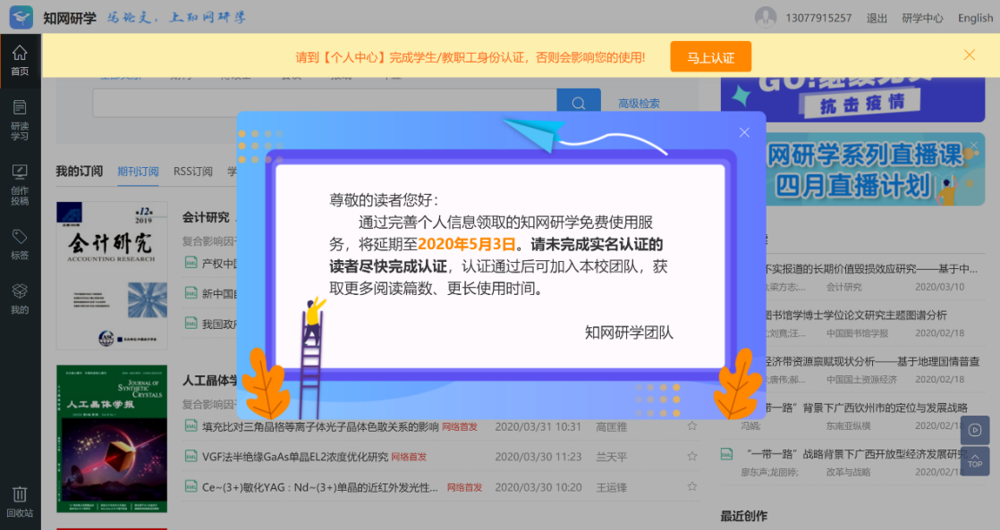 知网研学 写论文，上知网研学
13077915257 退出 研学中心 English
请到【个人中心】完成学生/教职工身份认证，否则会影响您的使用! 马上认证
首页
研读
学习
创作
投稿
标签
我的
回收站
高级检索
GO!继续免费
抗击疫情
网研学系列直播课
四月直播计划
我的订阅 期刊订阅 RSS订阅 学
尊敬的读者您好：
通过完善个人信息领取的知网研学免费使用服
务，将延期至2020年5月3日。请未完成实名认证的
读者尽快完成认证，认证通过后可加入本校团队，获
取更多阅读篇数、更长使用时间。
知网研学团队
第12期
2019
会计研究
ACCOUNTING RESEARCH
会计研究
复合影响因子
产权中国
新中国
我国政府
JOURNAL OF
SYNTHETIC
CRYSTALS
人工晶体学报
人工晶体学
复合影响因子
填充比对三角晶格等离子体光子晶体色散关系的影响 网络首发 2020/03/31 10:31 高匡雅
VGF法半绝缘GaAs单晶EL2浓度优化研究 网络首发 2020/03/30 11:23 兰天平
Ce~(3+)敏化YAG：Nd~(3+)单晶的近红外发光性... 网络首发 2020/03/30 10:20 王运锋
不实报道的长期价值毁损效应研究——基于中...
;梁方志;... 会计研究 2020/03/10
图书馆学博士学位论文研究主题图谱分析
;刘赟;汪... 中国图书馆学报 2020/02/18
经济带资源禀赋现状分析——基于地理国情普查
;唐伟;郝... 中国国土资源经济 2020/02/18
带一路”背景下广西钦州市的定位与发展战略
冯娟; 东南亚纵横 2020/02/18
“一带一路”战略背景下广西开放型经济发展研究
廖东声;龙丽婷; 改革与战略 2020/02/18
TOP
最近创作